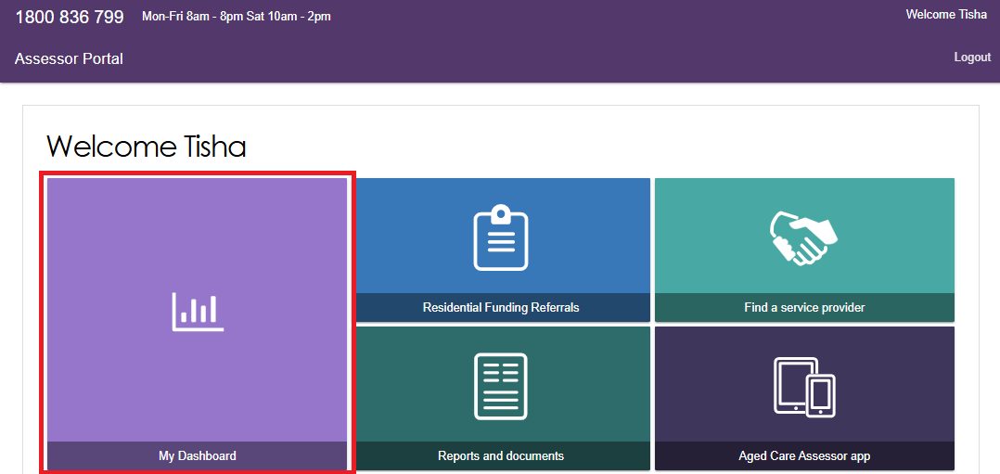 1800 836 799 Mon-Fri 8am - 8pm Sat 10am - 2pm Welcome Tisha
Assessor Portal Logout
Welcome Tisha
Residential Funding Referrals Find a service provider
My Dashboard Reports and documents Aged Care Assessor app